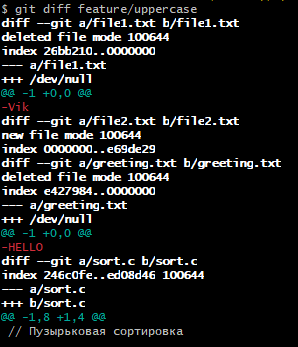 $ git diff feature/uppercase
diff --git a/file1.txt b/file1.txt
deleted file mode 100644
index 26bb210..0000000
--- a/file1.txt
+++ /dev/null
@@ -1 +0,0 @@
-Vik
diff --git a/file2.txt b/file2.txt
new file mode 100644
index 0000000..e69de29
diff --git a/greeting.txt b/greeting.txt
deleted file mode 100644
index e427984..0000000
--- a/greeting.txt
+++ /dev/null
@@ -1 +0,0 @@
-HELLO
diff --git a/sort.c b/sort.c
index 246c0fe..ed08d46 100644
--- a/sort.c
+++ b/sort.c
@@ -1,8 +1,4 @@
// Пузырьковая сортировка